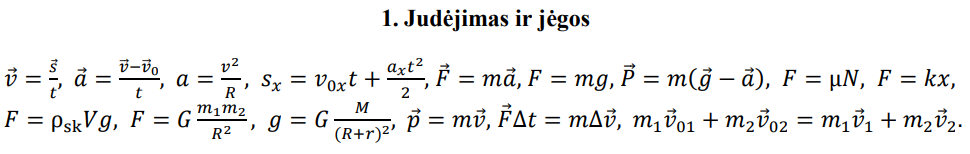 1. Judėjimas ir jėgos
$\vec{v} = \frac{\vec{s}}{t}$, $\vec{a} = \frac{\vec{v}-\vec{v}_0}{t}$, $a = \frac{v^2}{R}$, $s_x = v_{0x}t + \frac{a_x t^2}{2}$, $\vec{F} = m\vec{a}$, $F = mg$, $\vec{P} = m(\vec{g} - \vec{a})$, $F = \mu N$, $F = kx$,
$F = \rho_{\text{sk}}Vg$, $F = G\frac{m_1 m_2}{R^2}$, $g = G\frac{M}{(R+r)^2}$, $\vec{p} = m\vec{v}$, $\vec{F}\Delta t = m\Delta\vec{v}$, $m_1\vec{v}_{01} + m_2\vec{v}_{02} = m_1\vec{v}_1 + m_2\vec{v}_2$.